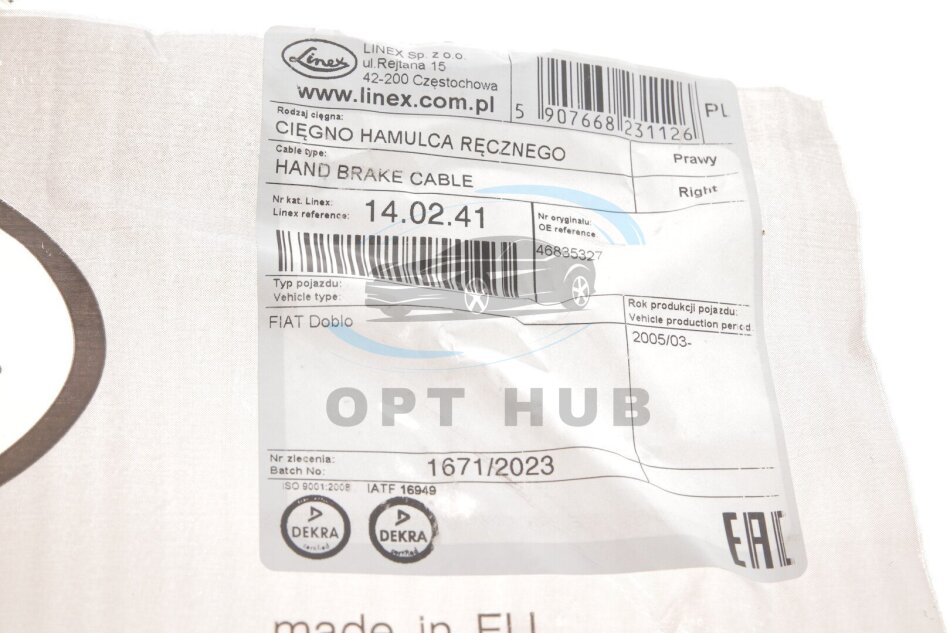 Linex
LINEX sp. z o.o.
ul.Rejtana 15
42-200 Częstochowa
www.linex.com.pl
5 907668 231126
PL
Rodzaj cięgna:
CIĘGNO HAMULCA RĘCZNEGO
Prawy
Cable type:
HAND BRAKE CABLE
Right
Nr kat. Linex:
Linex reference:
14.02.41
Nr oryginału:
OE reference
46835327
Typ pojazdu:
Vehicle type:
FIAT Doblo
Rok produkcji pojazdu:
Vehicle production period
2005/03-
OPT HUB
Nr zlecenia:
Batch No:
1671/2023
ISO 9001:2008
IATF 16949
DEKRA
DEKRA
EAC
made in EU